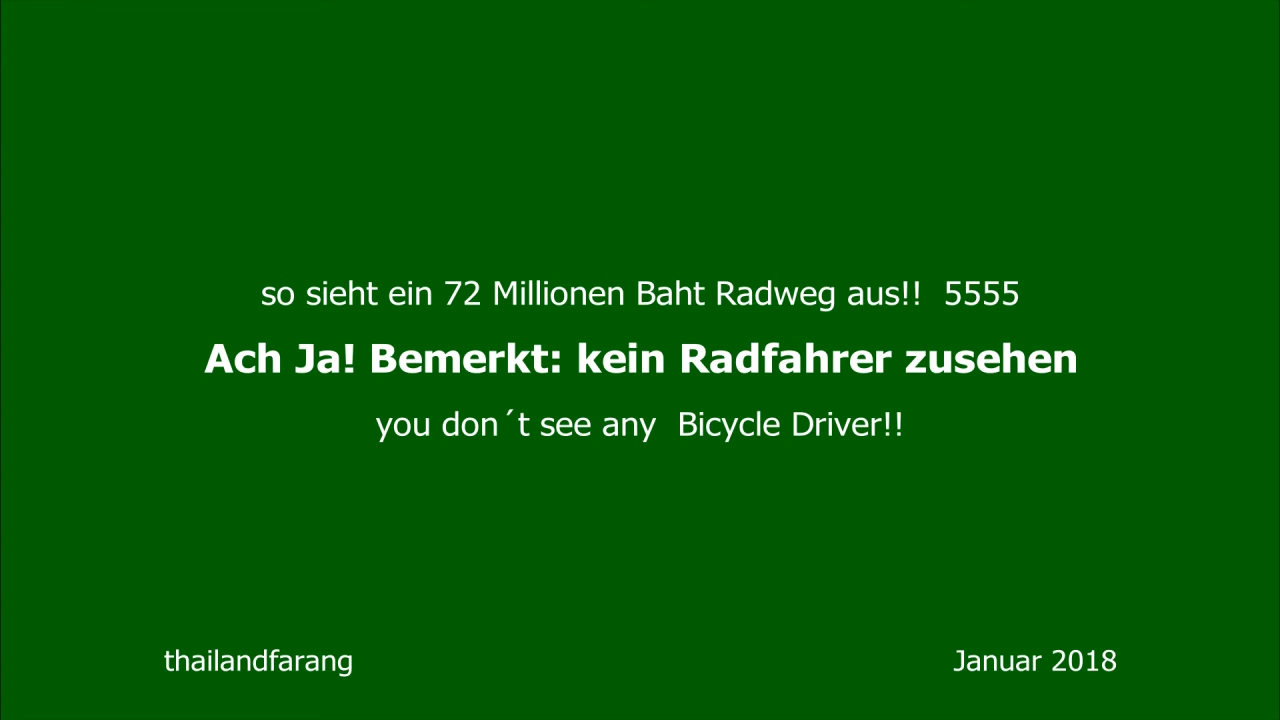 so sieht ein 72 Millionen Baht Radweg aus!!  5555
Ach Ja! Bemerkt: kein Radfahrer zusehen
you don´t see any  Bicycle Driver!!
thailandfarang
Januar 2018